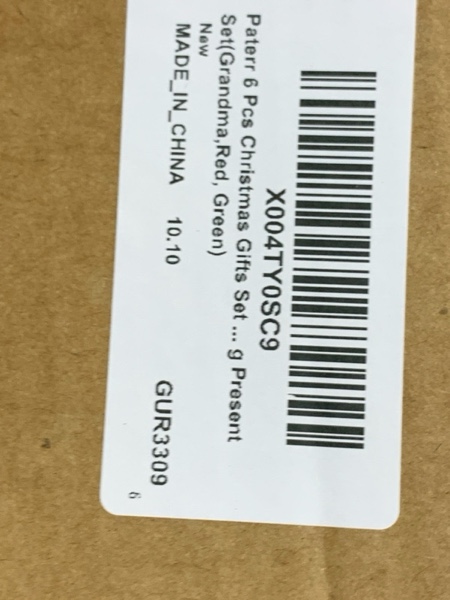 X004TY0SC9
Paterr 6 Pcs Christmas Gifts Set ... g Present
Set(Grandma,Red, Green)
New
MADE_IN_CHINA 10.10
GUR3309
6